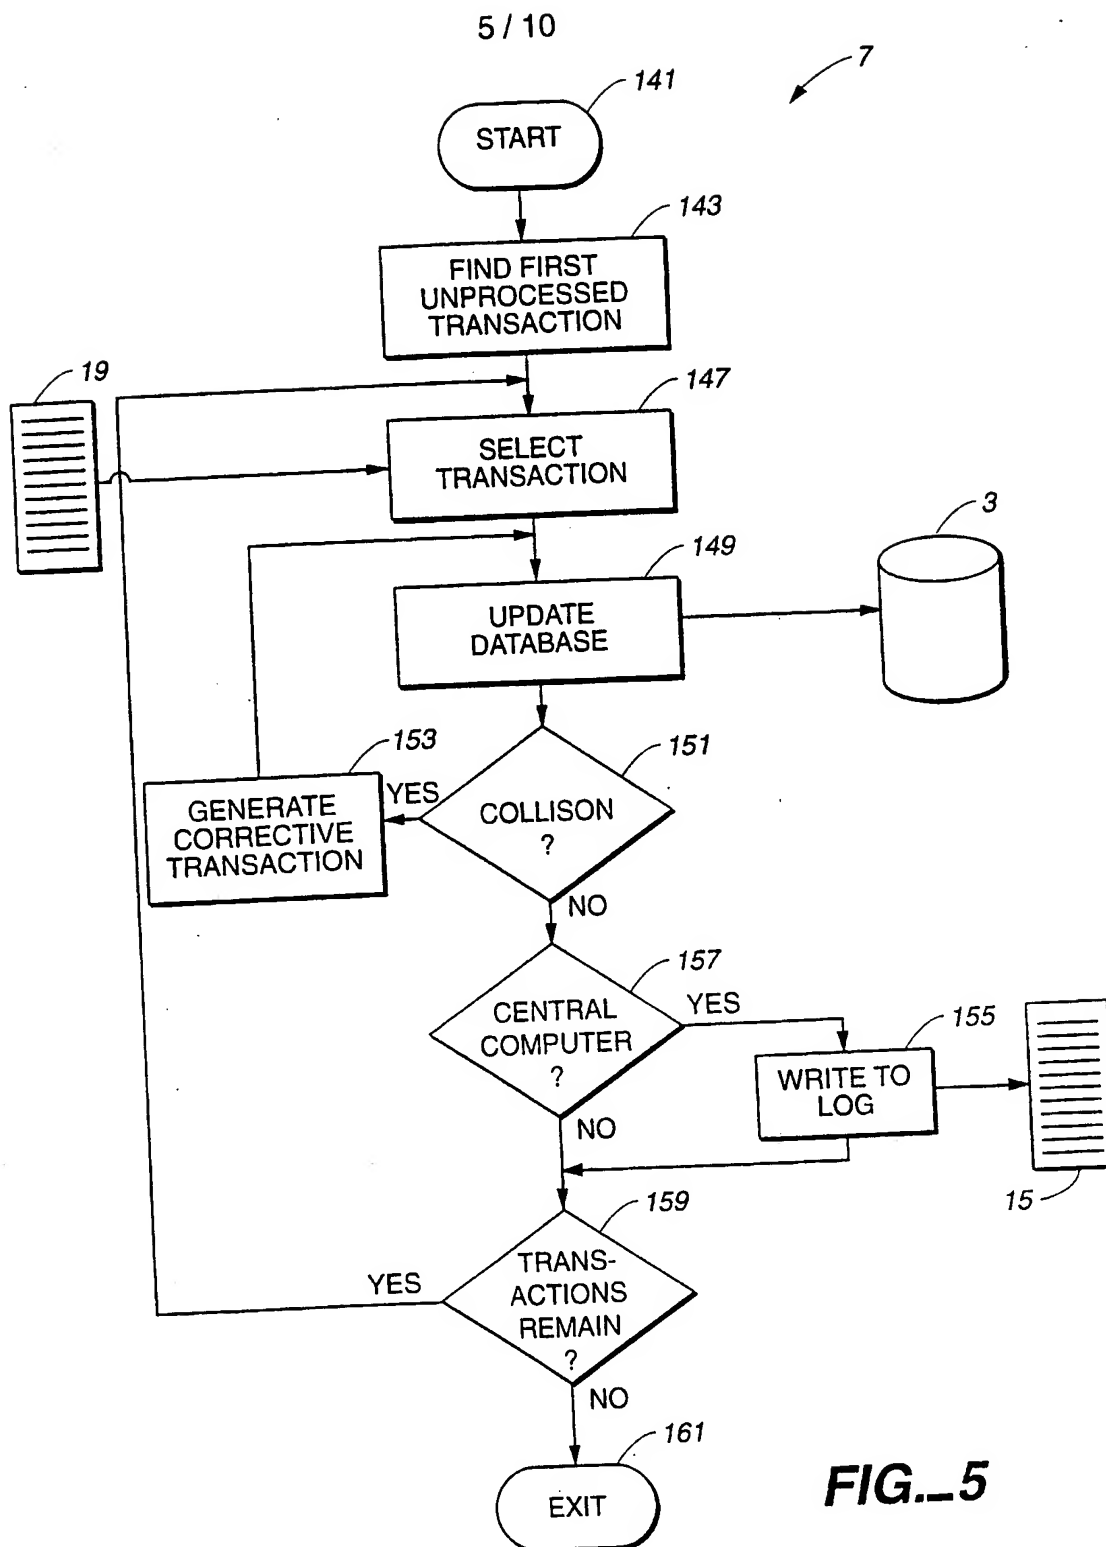 5 / 10
7
141
START
143
FIND FIRST
UNPROCESSED
TRANSACTION
19
147
SELECT
TRANSACTION
3
149
UPDATE
DATABASE
153
151
GENERATE
CORRECTIVE
TRANSACTION
YES
COLLISON
?
NO
157
CENTRAL
COMPUTER
?
YES
155
WRITE TO
LOG
NO
15
159
TRANS-
ACTIONS
REMAIN
?
YES
NO
161
EXIT
FIG._5